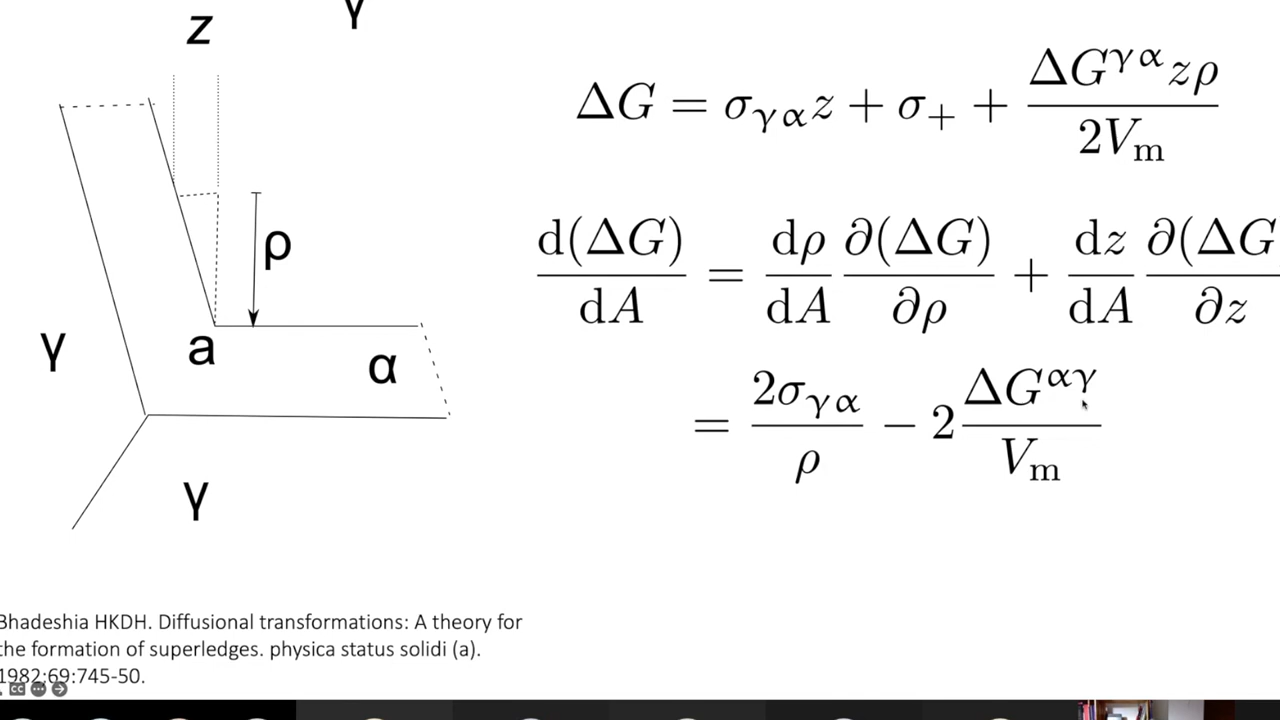 z
γ
ΔG = σ_γα z + σ_+ + ΔG^γα zρ / 2V_m
d(ΔG)/dA = dρ/dA ∂(ΔG)/∂ρ + dz/dA ∂(ΔG/∂z
= 2σ_γα/ρ − 2 ΔG^αγ/V_m
ρ
γ
a
α
γ
Bhadeshia HKDH. Diffusional transformations: A theory for
the formation of superledges. physica status solidi (a).
1982;69:745-50.
CC